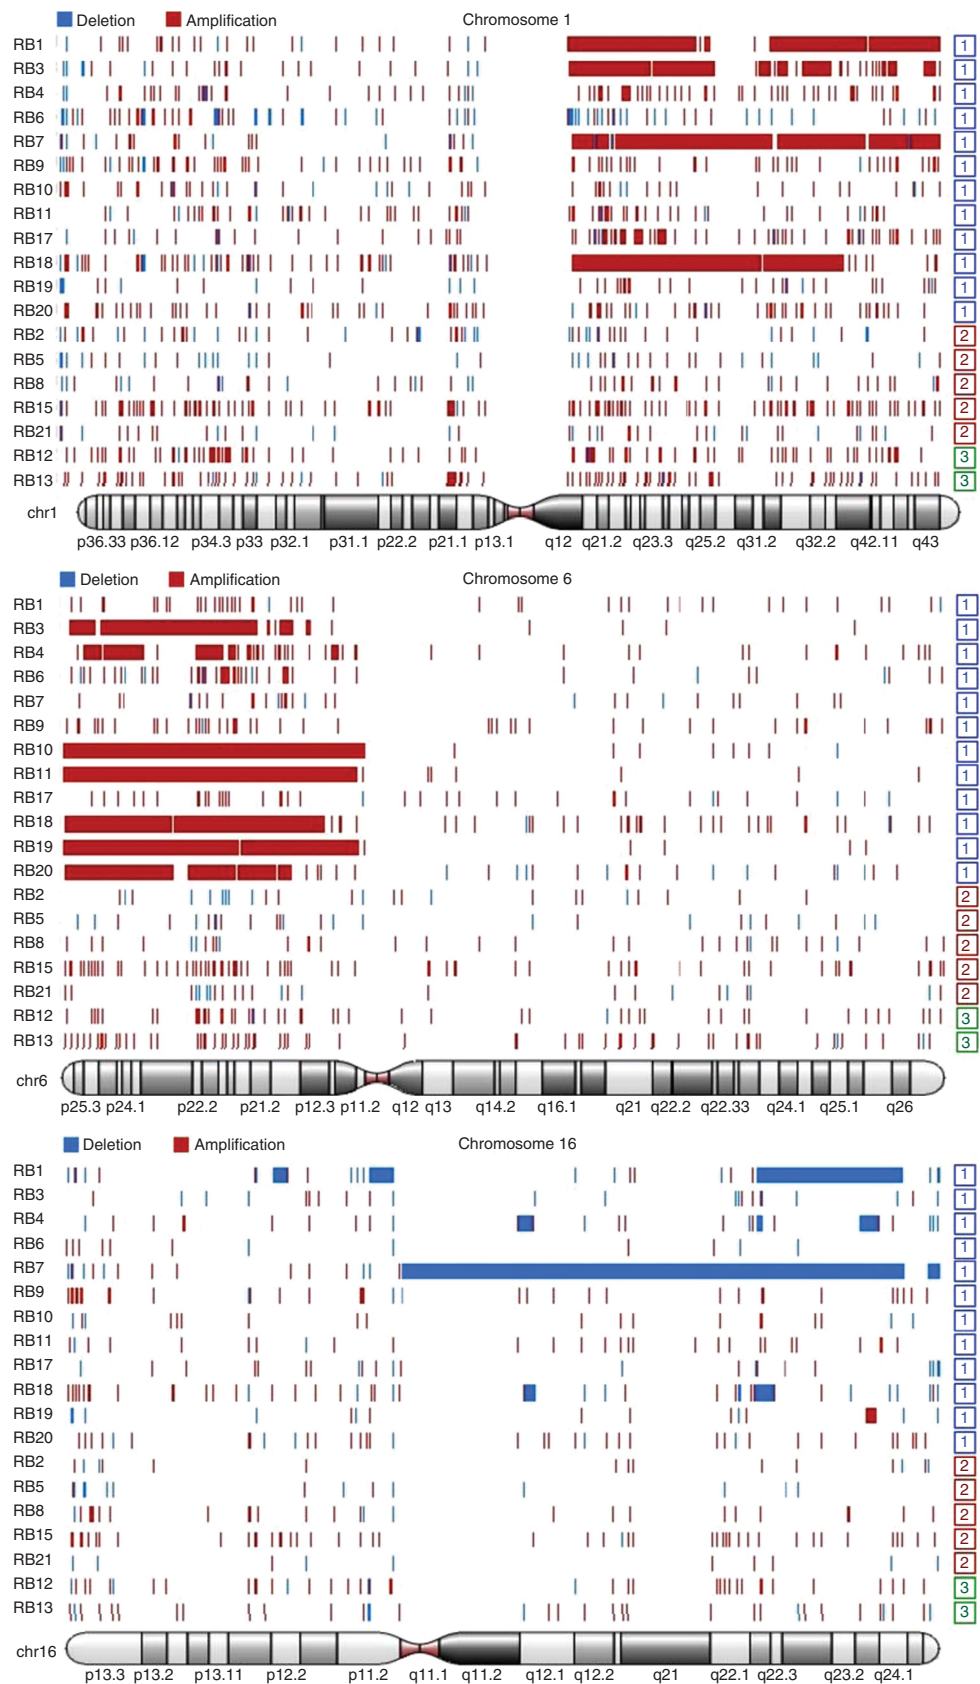 Deletion Amplification Chromosome 1
RB1 1
RB3 1
RB4 1
RB6 1
RB7 1
RB9 1
RB10 1
RB11 1
RB17 1
RB18 1
RB19 1
RB20 1
RB2 2
RB5 2
RB8 2
RB15 2
RB21 2
RB12 3
RB13 3
chr1
p36.33 p36.12 p34.3 p33 p32.1 p31.1 p22.2 p21.1 p13.1 q12 q21.2 q23.3 q25.2 q31.2 q32.2 q42.11 q43
Deletion Amplification Chromosome 6
RB1 1
RB3 1
RB4 1
RB6 1
RB7 1
RB9 1
RB10 1
RB11 1
RB17 1
RB18 1
RB19 1
RB20 1
RB2 2
RB5 2
RB8 2
RB15 2
RB21 2
RB12 3
RB13 3
chr6
p25.3 p24.1 p22.2 p21.2 p12.3 p11.2 q12 q13 q14.2 q16.1 q21 q22.2 q22.33 q24.1 q25.1 q26
Deletion Amplification Chromosome 16
RB1 1
RB3 1
RB4 1
RB6 1
RB7 1
RB9 1
RB10 1
RB11 1
RB17 1
RB18 1
RB19 1
RB20 1
RB2 2
RB5 2
RB8 2
RB15 2
RB21 2
RB12 3
RB13 3
chr16
p13.3 p13.2 p13.11 p12.2 p11.2 q11.1 q11.2 q12.1 q12.2 q21 q22.1 q22.3 q23.2 q24.1